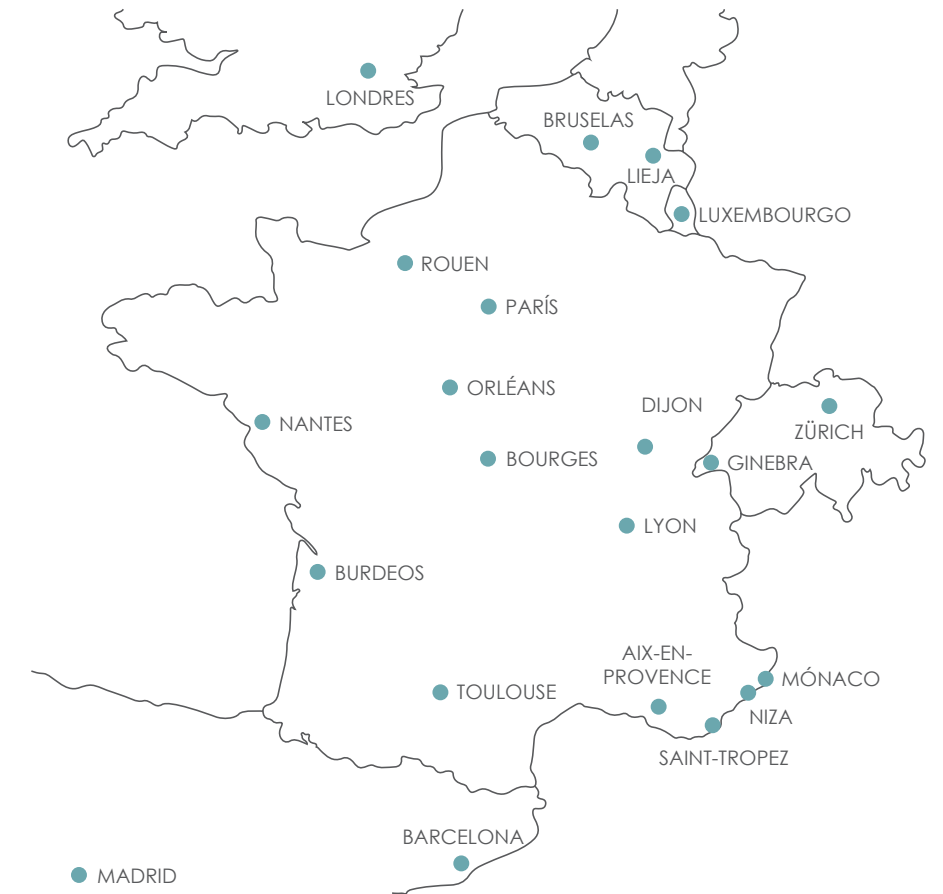 LONDRES
BRUSELAS
LIEJA
LUXEMBOURGO
ROUEN
PARÍS
ORLÉANS
DIJON
NANTES
ZÜRICH
BOURGES
GINEBRA
LYON
BURDEOS
AIX-EN-
PROVENCE
MÓNACO
TOULOUSE
NIZA
SAINT-TROPEZ
BARCELONA
MADRID